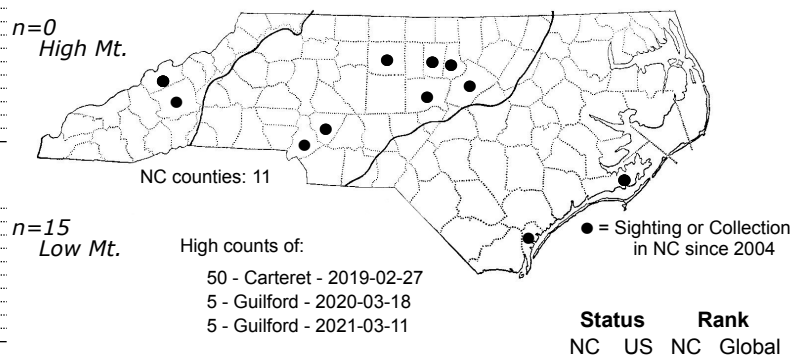 n=0
High Mt.
NC counties: 11
n=15
Low Mt.
High counts of:
50 - Carteret - 2019-02-27
5 - Guilford - 2020-03-18
5 - Guilford - 2021-03-11
● = Sighting or Collection
in NC since 2004
Status Rank
NC US NC Global